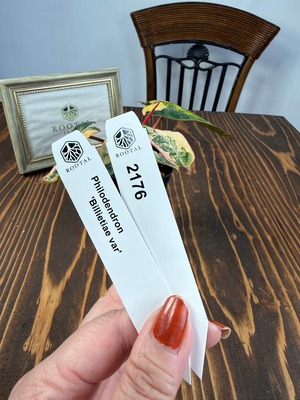 ROOTAL
ROOTAL
Philodendron
'Billietiae var'
ROOTAL
2176